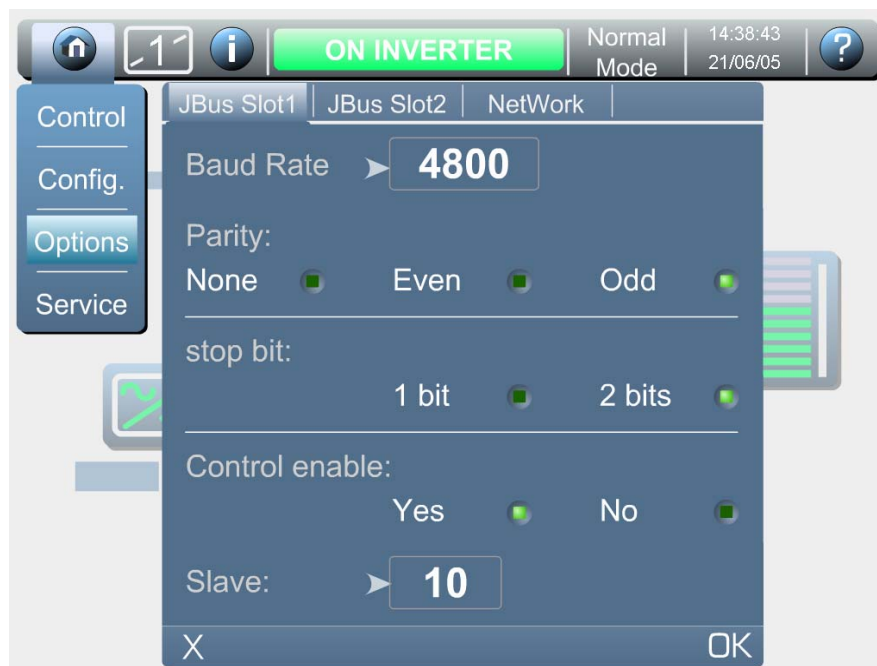 1 i ON INVERTER Normal Mode 14:38:43 21/06/05 ?
Control
Config.
Options
Service
JBus Slot1 JBus Slot2 NetWork
Baud Rate 4800
Parity:
None Even Odd
stop bit:
1 bit 2 bits
Control enable:
Yes No
Slave: 10
X OK